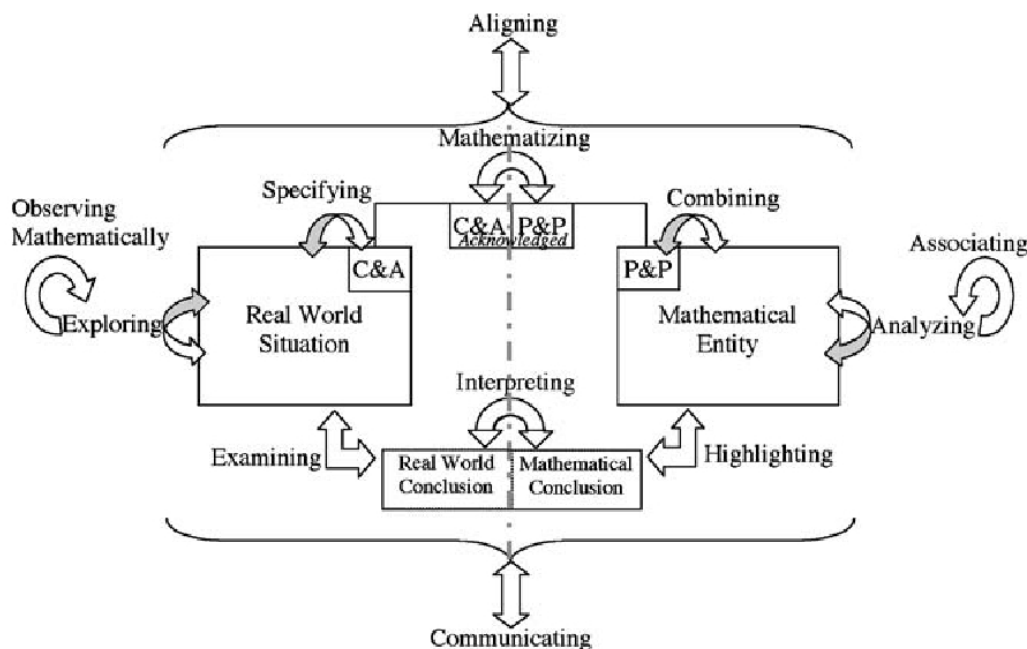 Aligning
Mathematizing
Specifying
Combining
Observing
Mathematically
C&A P&P
Acknowledged
Associating
C&A
P&P
Exploring
Real World
Situation
Mathematical
Entity
Analyzing
Interpreting
Examining
Highlighting
Real World
Conclusion
Mathematical
Conclusion
Communicating